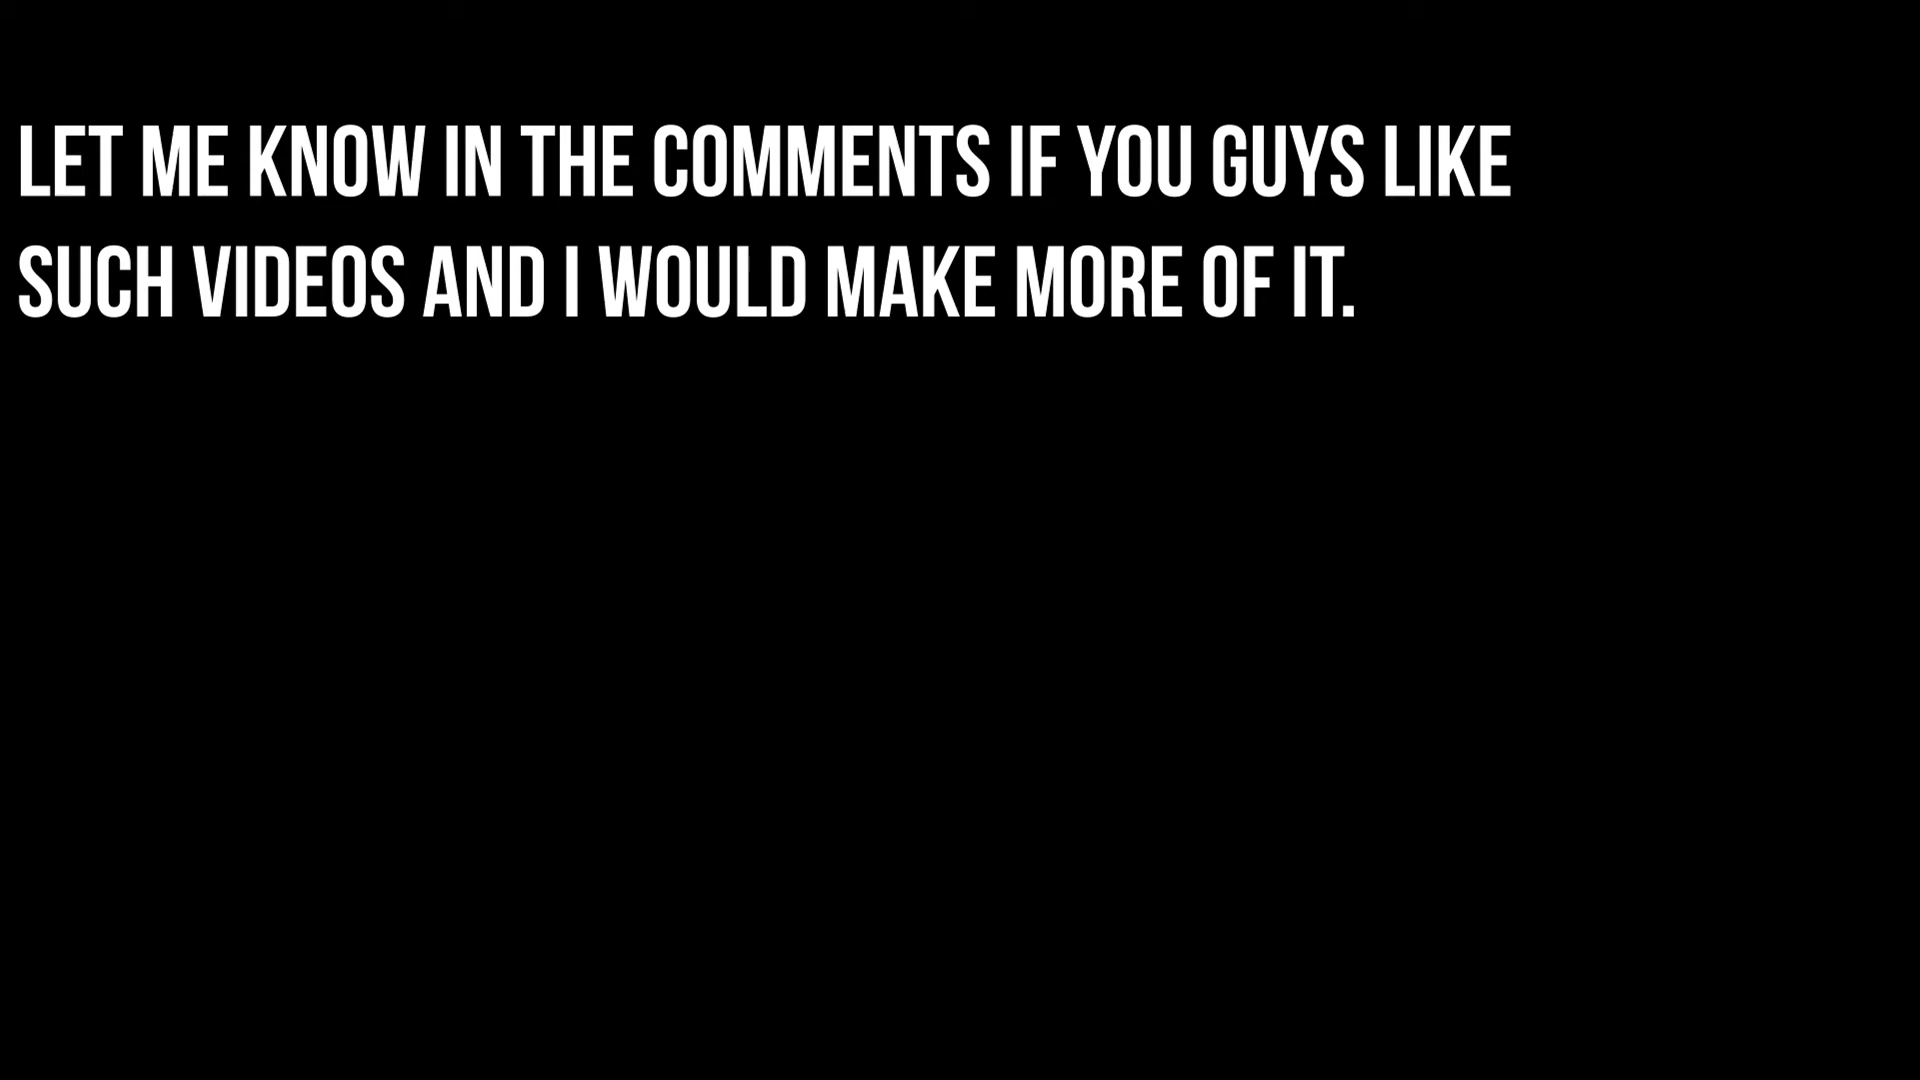 LET ME KNOW IN THE COMMENTS IF YOU GUYS LIKE
SUCH VIDEOS AND I WOULD MAKE MORE OF IT.